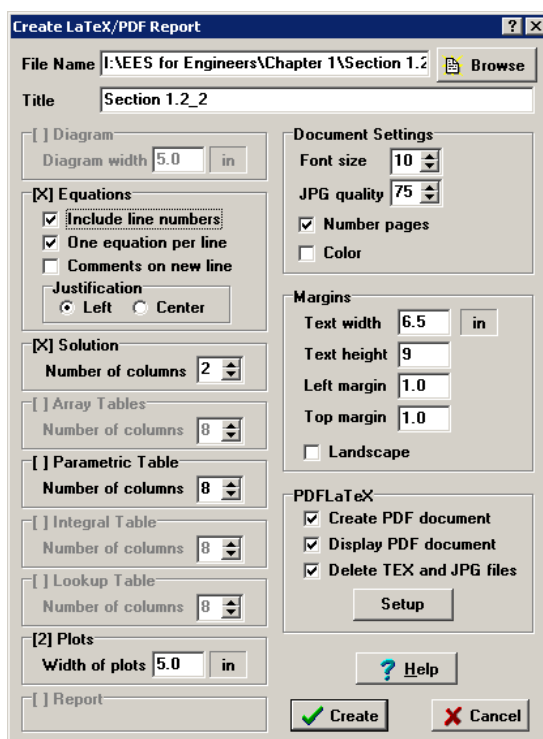 Create LaTeX/PDF Report
File Name I:\EES for Engineers\Chapter 1\Section 1.2 Browse
Title Section 1.2_2
[ ] Diagram
Diagram width 5.0 in
[X] Equations
Include line numbers
One equation per line
Comments on new line
Justification
Left Center
[X] Solution
Number of columns 2
[ ] Array Tables
Number of columns 8
[ ] Parametric Table
Number of columns 8
[ ] Integral Table
Number of columns 8
[ ] Lookup Table
Number of columns 8
[2] Plots
Width of plots 5.0 in
[ ] Report
Document Settings
Font size 10
JPG quality 75
Number pages
Color
Margins
Text width 6.5 in
Text height 9
Left margin 1.0
Top margin 1.0
Landscape
PDFLaTeX
Create PDF document
Display PDF document
Delete TEX and JPG files
Setup
? Help
Create Cancel